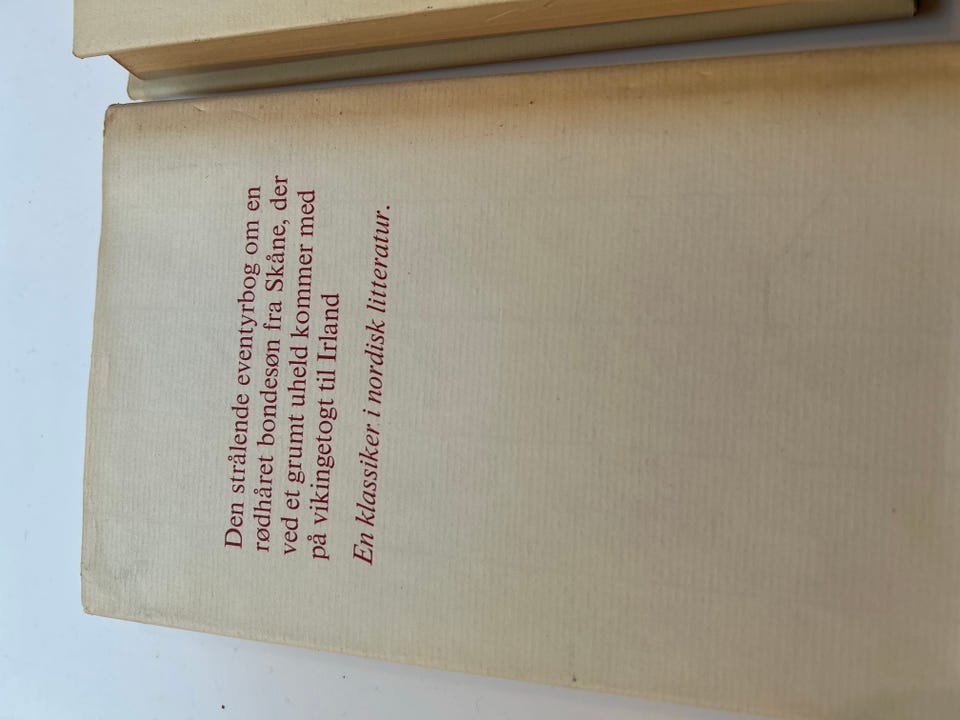 Den strålende eventyrbog om en
rødhåret bondesøn fra Skåne, der
ved et grumt uheld kommer med
på vikingetogt til Irland
En klassiker i nordisk litteratur.